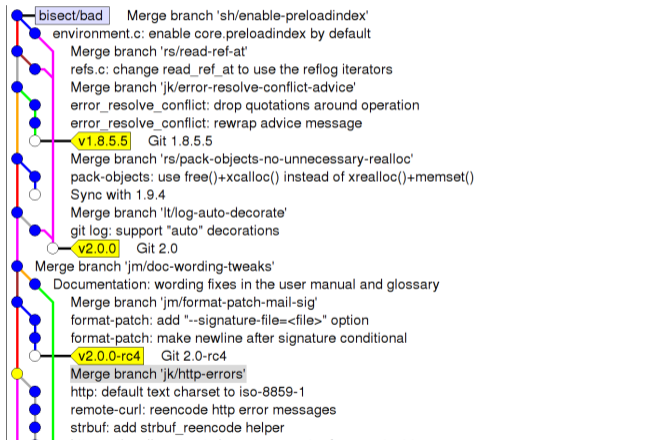 bisect/bad Merge branch 'sh/enable-preloadindex'
environment.c: enable core.preloadindex by default
Merge branch 'rs/read-ref-at'
refs.c: change read_ref_at to use the reflog iterators
Merge branch 'jk/error-resolve-conflict-advice'
error_resolve_conflict: drop quotations around operation
error_resolve_conflict: rewrap advice message
v1.8.5.5 Git 1.8.5.5
Merge branch 'rs/pack-objects-no-unnecessary-realloc'
pack-objects: use free()+xcalloc() instead of xrealloc()+memset()
Sync with 1.9.4
Merge branch 'lt/log-auto-decorate'
git log: support "auto" decorations
v2.0.0 Git 2.0
Merge branch 'jm/doc-wording-tweaks'
Documentation: wording fixes in the user manual and glossary
Merge branch 'jm/format-patch-mail-sig'
format-patch: add "--signature-file=<file>" option
format-patch: make newline after signature conditional
v2.0.0-rc4 Git 2.0-rc4
Merge branch 'jk/http-errors'
http: default text charset to iso-8859-1
remote-curl: reencode http error messages
strbuf: add strbuf_reencode helper